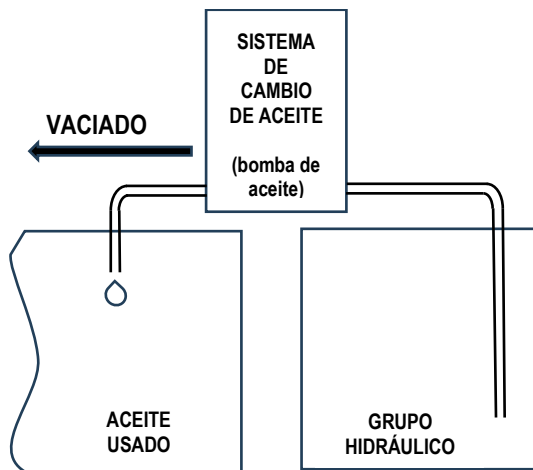 SISTEMA
DE
CAMBIO
DE ACEITE
(bomba de
aceite)
VACIADO
ACEITE
USADO
GRUPO
HIDRÁULICO